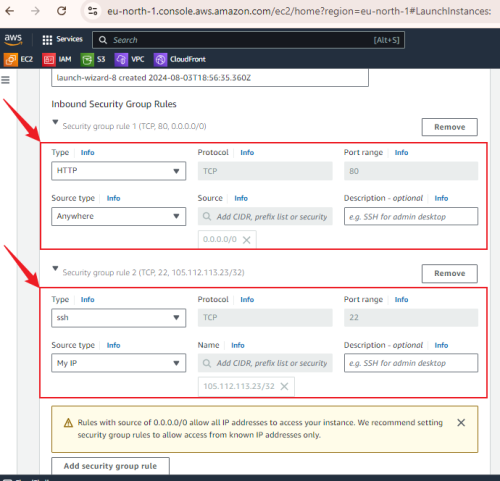 eu-north-1.console.aws.amazon.com/ec2/home?region=eu-north-1#LaunchInstances:
aws Services Search [Alt+S]
EC2 IAM S3 VPC CloudFront
launch-wizard-8 created 2024-08-03T18:56:35.360Z
Inbound Security Group Rules
Security group rule 1 (TCP, 80, 0.0.0.0/0) Remove
Type Info Protocol Info Port range Info
HTTP TCP 80
Source type Info Source Info Description - optional Info
Anywhere Add CIDR, prefix list or security e.g. SSH for admin desktop
0.0.0.0/0
Security group rule 2 (TCP, 22, 105.112.113.23/32) Remove
Type Info Protocol Info Port range Info
ssh TCP 22
Source type Info Name Info Description - optional Info
My IP Add CIDR, prefix list or security e.g. SSH for admin desktop
105.112.113.23/32
Rules with source of 0.0.0.0/0 allow all IP addresses to access your instance. We recommend setting
security group rules to allow access from known IP addresses only.
Add security group rule